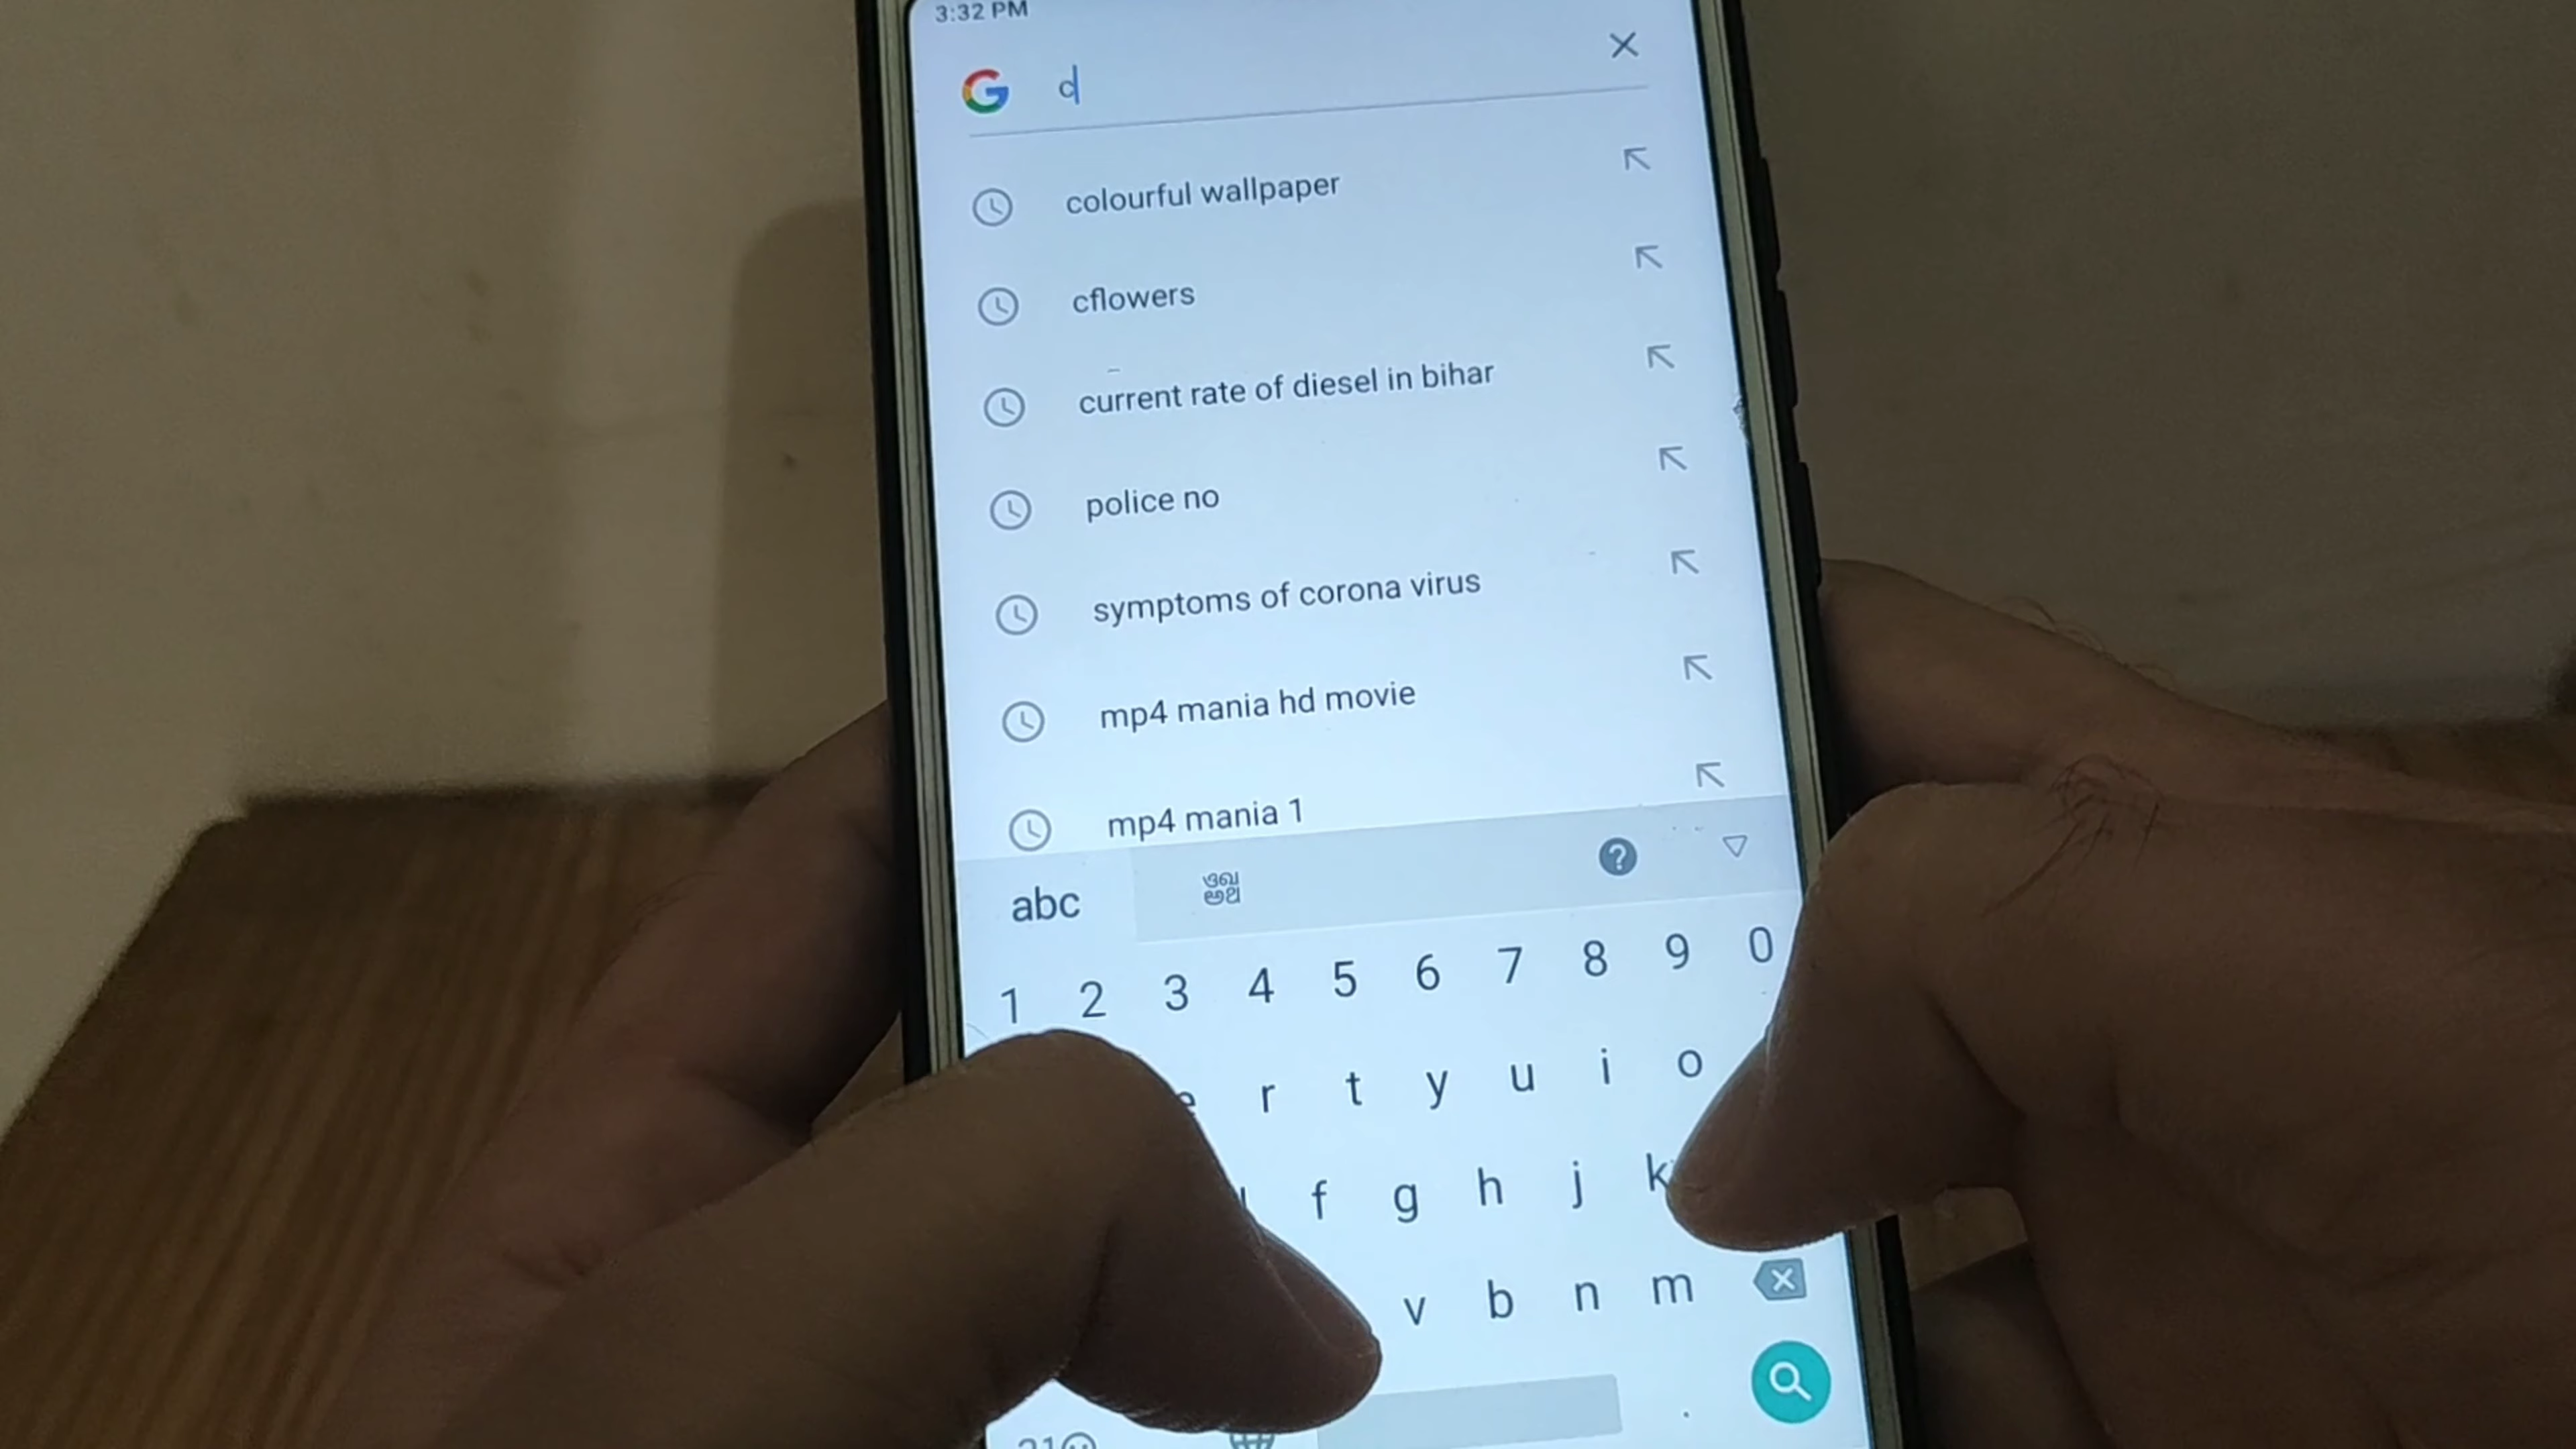 3:32 PM
c
colourful wallpaper
cflowers
current rate of diesel in bihar
police no
symptoms of corona virus
mp4 mania hd movie
mp4 mania 1
abc
1 2 3 4 5 6 7 8 9 0
e r t y u i o
f g h j k
v b n m
.